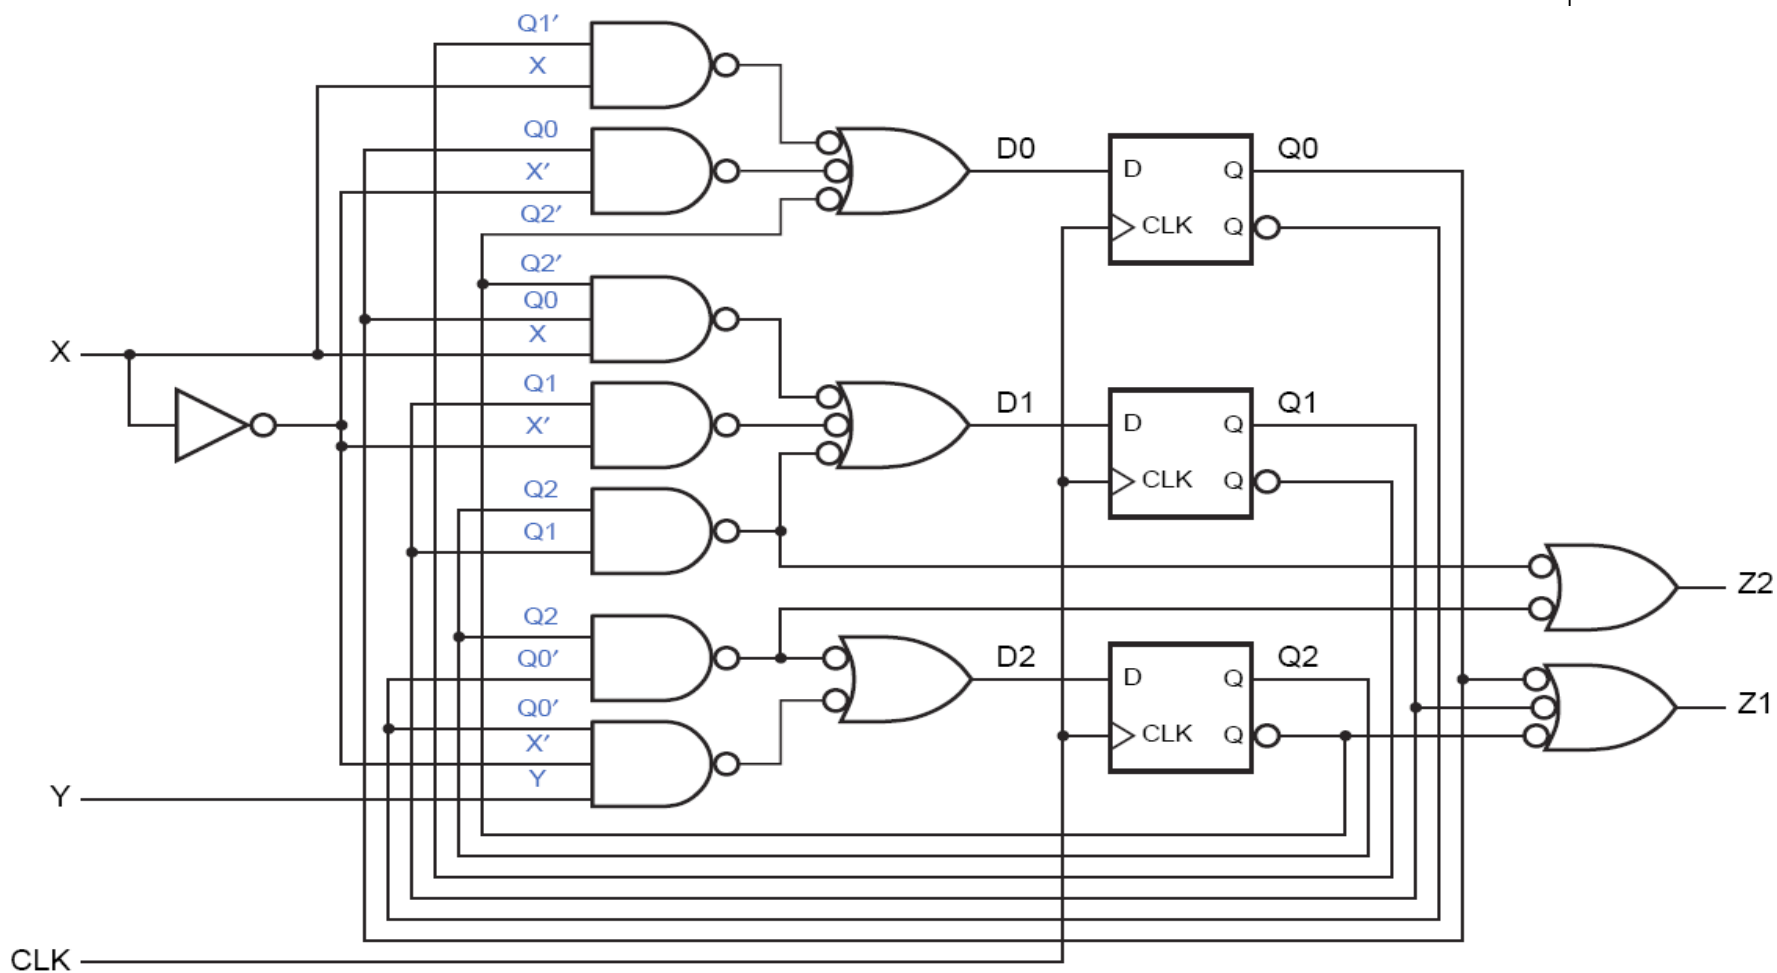 Q1′
X
Q0
X′
Q2′
D0
D
Q
Q0
CLK
Q
Q2′
Q0
X
X
Q1
X′
D1
D
Q
Q1
CLK
Q
Q2
Q1
Z2
Q2
Q0′
D2
D
Q
Q2
CLK
Q
Z1
Q0′
X′
Y
Y
CLK